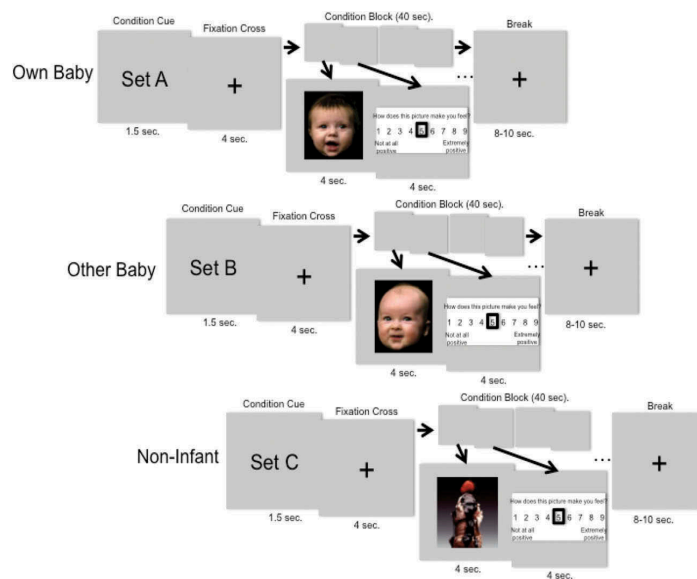 Condition Cue
Fixation Cross
Condition Block (40 sec).
Break
Own Baby
Set A
+
+
...
How does this picture make you feel?
1 2 3 4 5 6 7 8 9
Not at all positive
Extremely positive
1.5 sec.
4 sec.
4 sec.
4 sec.
8-10 sec.
Condition Cue
Fixation Cross
Condition Block (40 sec).
Break
Other Baby
Set B
+
+
...
How does this picture make you feel?
1 2 3 4 5 6 7 8 9
Not at all positive
Extremely positive
1.5 sec.
4 sec.
4 sec.
4 sec.
8-10 sec.
Condition Cue
Fixation Cross
Condition Block (40 sec).
Break
Non-Infant
Set C
+
+
...
How does this picture make you feel?
1 2 3 4 5 6 7 8 9
Not at all positive
Extremely positive
1.5 sec.
4 sec.
4 sec.
4 sec.
8-10 sec.